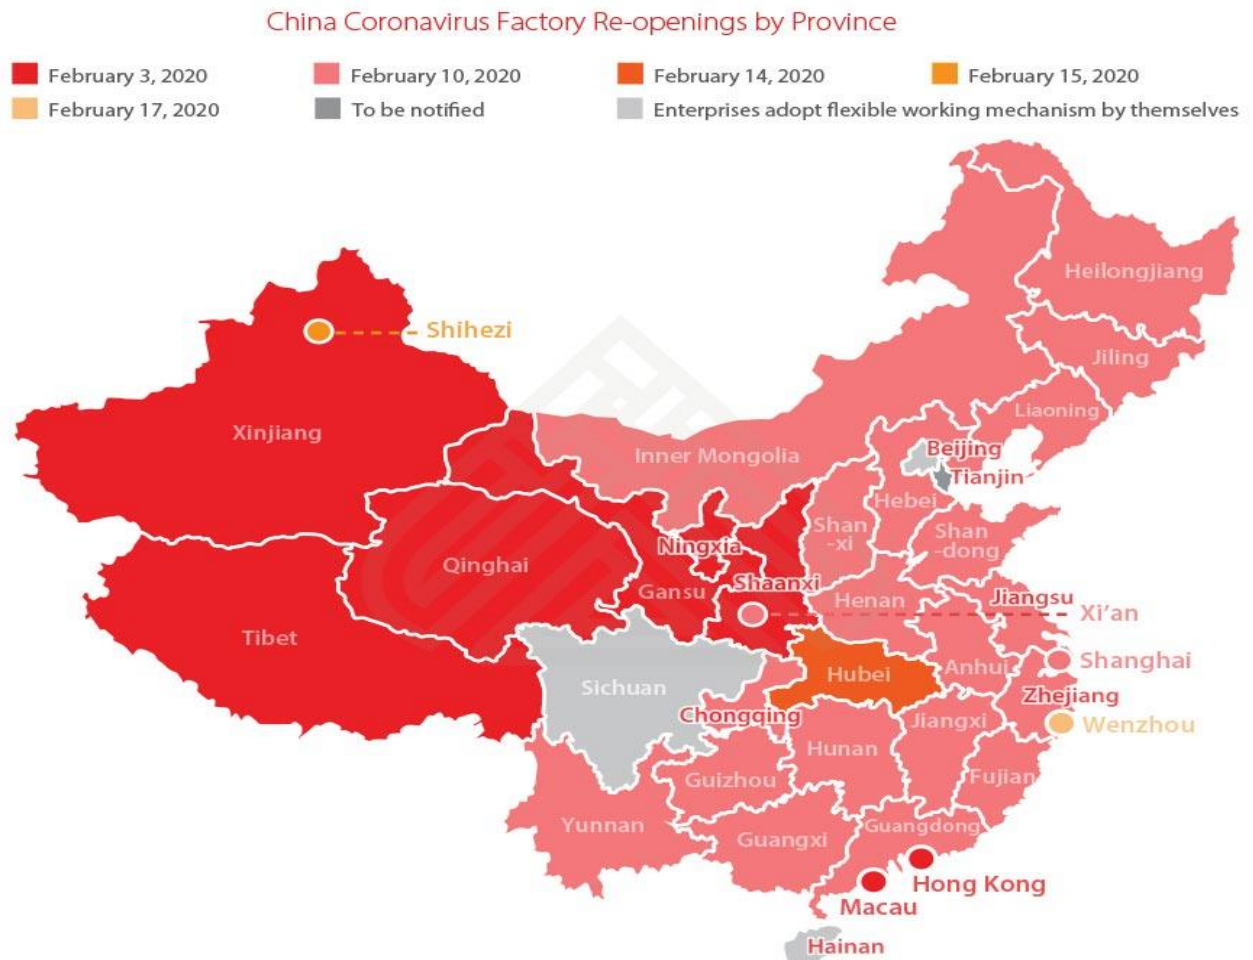 China Coronavirus Factory Re-openings by Province
February 3, 2020
February 10, 2020
February 14, 2020
February 15, 2020
February 17, 2020
To be notified
Enterprises adopt flexible working mechanism by themselves
Heilongjiang
Shihezi
Jiling
Liaoning
Xinjiang
Inner Mongolia
Beijing
Tianjin
Hebei
Shan
-xi
Shan
-dong
Ningxia
Qinghai
Gansu
Shaanxi
Henan
Jiangsu
Xi’an
Tibet
Shanghai
Anhui
Hubei
Sichuan
Zhejiang
Chongqing
Jiangxi
Wenzhou
Hunan
Guizhou
Fujian
Yunnan
Guangdong
Guangxi
Hong Kong
Macau
Hainan